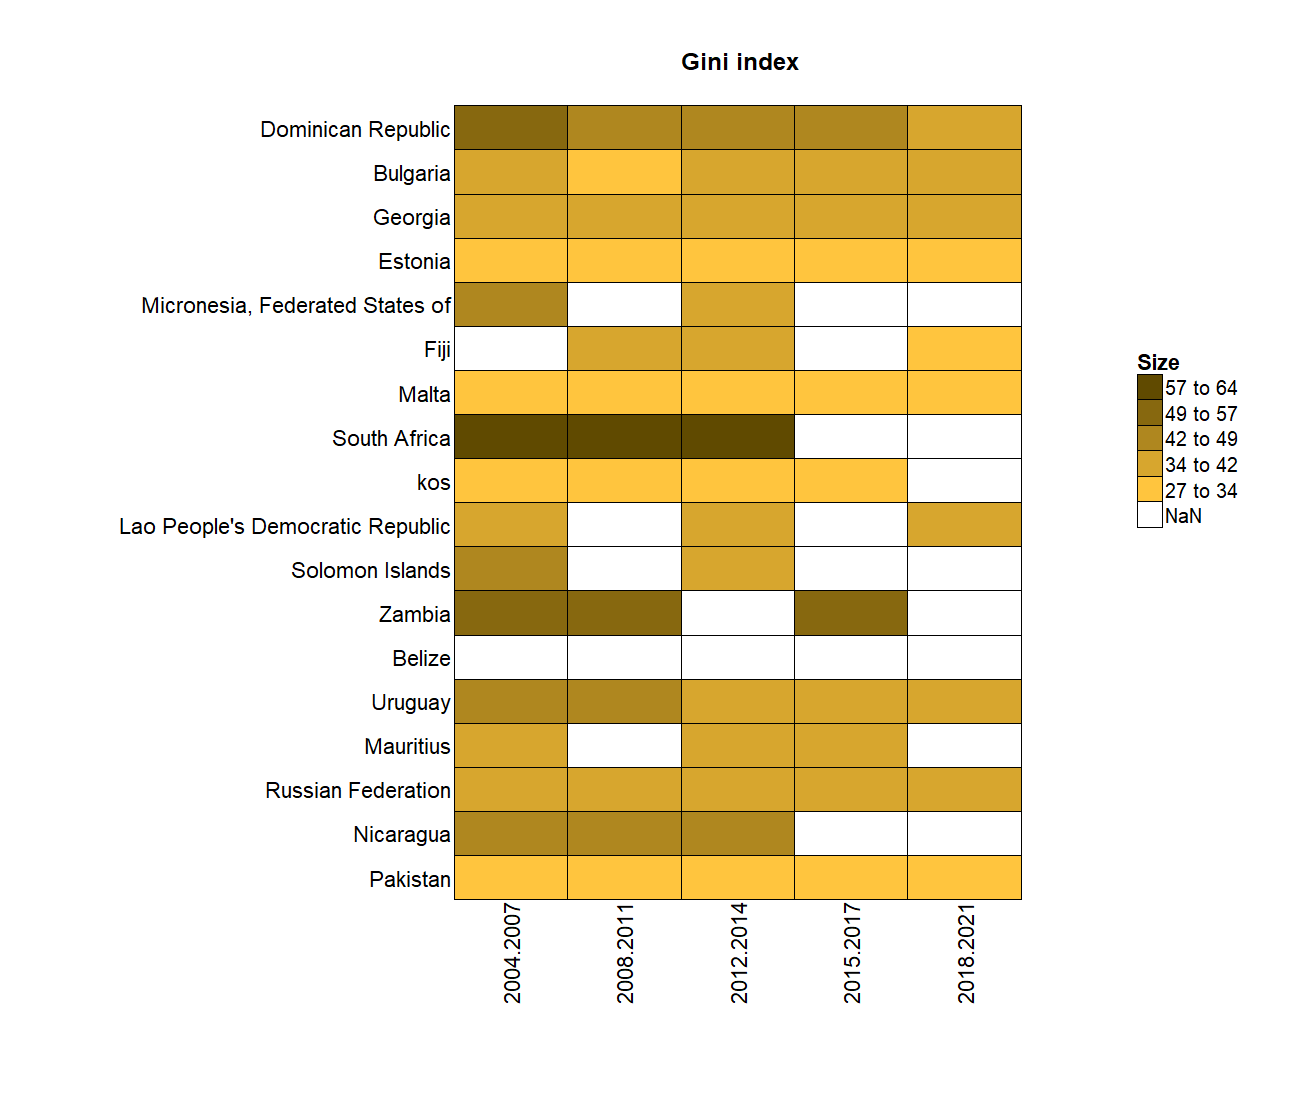 Gini index
Dominican Republic
Bulgaria
Georgia
Estonia
Micronesia, Federated States of
Fiji
Malta
South Africa
kos
Lao People's Democratic Republic
Solomon Islands
Zambia
Belize
Uruguay
Mauritius
Russian Federation
Nicaragua
Pakistan
2004.2007
2008.2011
2012.2014
2015.2017
2018.2021
Size
57 to 64
49 to 57
42 to 49
34 to 42
27 to 34
NaN